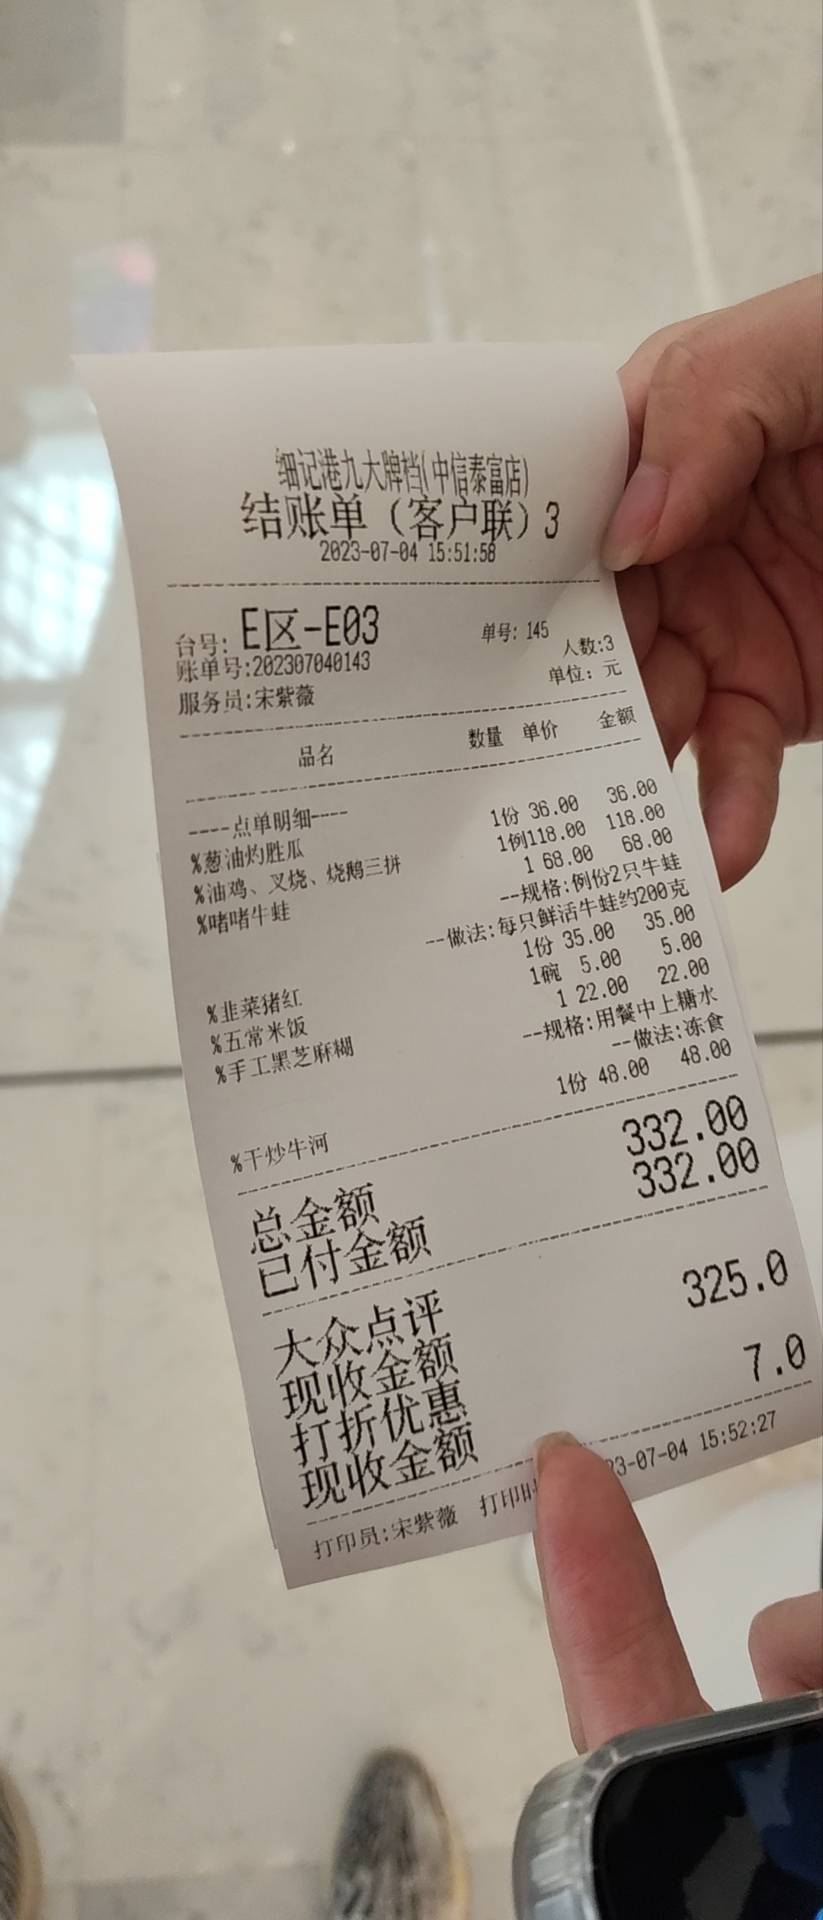 细记港九大牌档(中信泰富店)
结账单（客户联）3
2023-07-04 15:51:58
台号: E区-E03 单号: 145
账单号:202307040143 人数:3
服务员:宋紫薇 单位: 元
品名 数量 单价 金额
----点单明细----
%葱油灼胜瓜 1份 36.00 36.00
%油鸡、叉烧、烧鹅三拼 1例118.00 118.00
%啫啫牛蛙 1 68.00 68.00
--规格:例份2只牛蛙
--做法:每只鲜活牛蛙约200克
%韭菜猪红 1份 35.00 35.00
%五常米饭 1碗 5.00 5.00
%手工黑芝麻糊 1 22.00 22.00
--规格:用餐中上糖水
--做法:冻食
%干炒牛河 1份 48.00 48.00
总金额 332.00
已付金额 332.00
大众点评
现收金额 325.0
打折优惠
现收金额 7.0
打印员:宋紫薇 打印 3-07-04 15:52:27